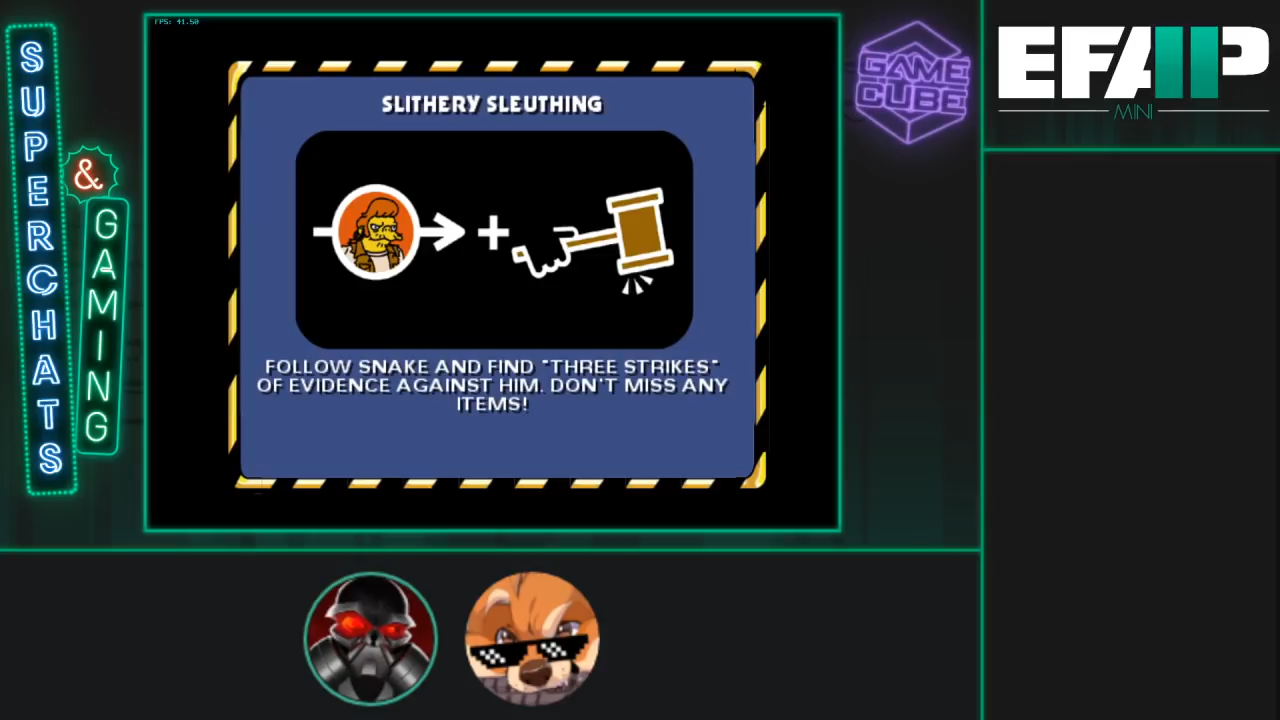 FPS: 41.50
SUPERCHATS
&
GAMING
SLITHERY SLEUTHING
FOLLOW SNAKE AND FIND "THREE STRIKES"
OF EVIDENCE AGAINST HIM. DON'T MISS ANY
ITEMS!
GAME
CUBE
EFAP
MINI